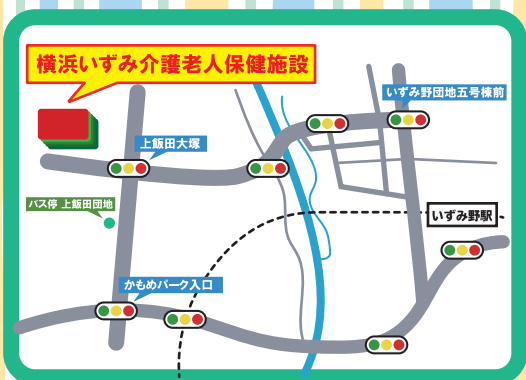 横浜いずみ介護老人保健施設
いずみ野団地五号棟前
上飯田大塚
バス停 上飯田団地
いずみ野駅
かもめパーク入口